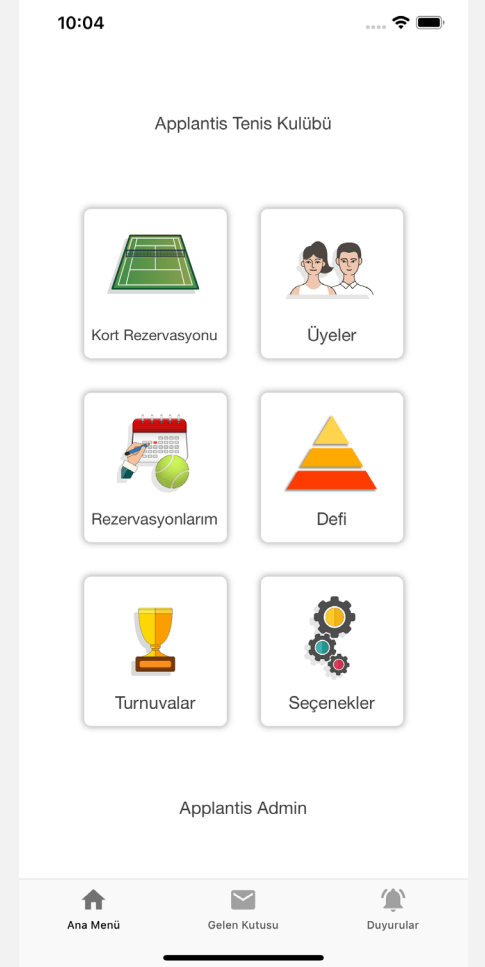 10:04
Applantis Tenis Kulübü
Kort Rezervasyonu
Üyeler
Rezervasyonlarım
Defi
Turnuvalar
Seçenekler
Applantis Admin
Ana Menü
Gelen Kutusu
Duyurular